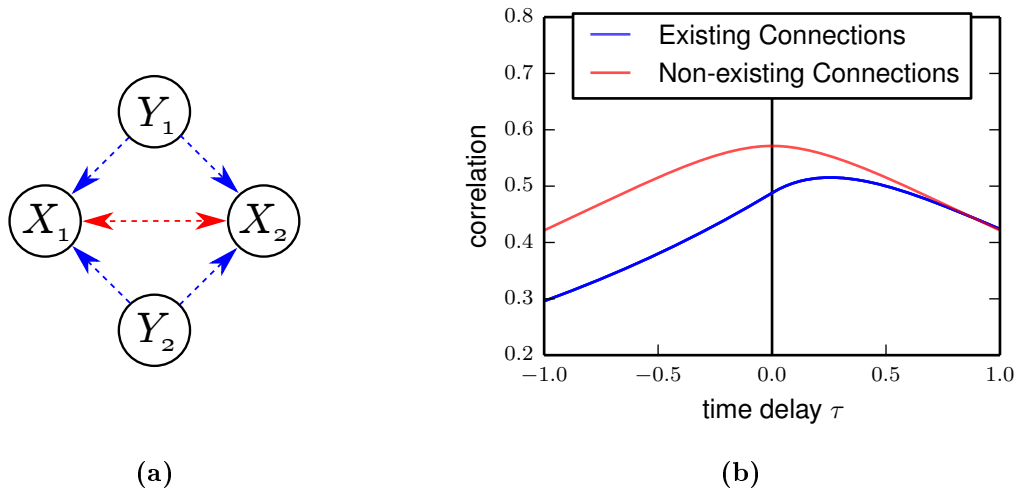 Y₁
X₁
X₂
Y₂
(a)
0.8
0.7
0.6
0.5
0.4
0.3
0.2
correlation
Existing Connections
Non-existing Connections
−1.0 −0.5 0.0 0.5 1.0
time delay τ
(b)